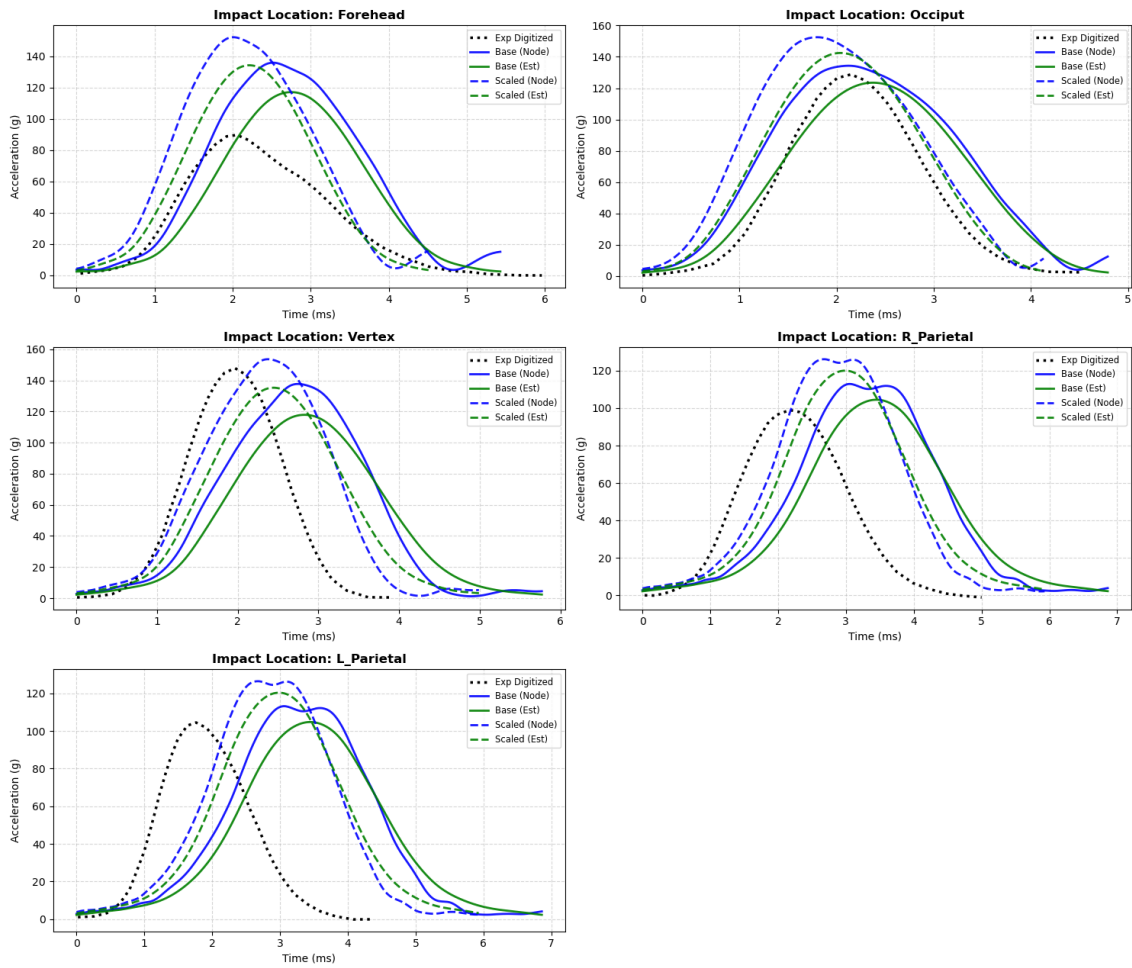 Impact Location: Forehead
Acceleration (g)
140
120
100
80
60
40
20
0
0 1 2 3 4 5 6
Time (ms)
Exp Digitized
Base (Node)
Base (Est)
Scaled (Node)
Scaled (Est)
Impact Location: Occiput
Acceleration (g)
160
140
120
100
80
60
40
20
0
0 1 2 3 4 5
Time (ms)
Exp Digitized
Base (Node)
Base (Est)
Scaled (Node)
Scaled (Est)
Impact Location: Vertex
Acceleration (g)
160
140
120
100
80
60
40
20
0
0 1 2 3 4 5 6
Time (ms)
Exp Digitized
Base (Node)
Base (Est)
Scaled (Node)
Scaled (Est)
Impact Location: R_Parietal
Acceleration (g)
120
100
80
60
40
20
0
0 1 2 3 4 5 6 7
Time (ms)
Exp Digitized
Base (Node)
Base (Est)
Scaled (Node)
Scaled (Est)
Impact Location: L_Parietal
Acceleration (g)
120
100
80
60
40
20
0
0 1 2 3 4 5 6 7
Time (ms)
Exp Digitized
Base (Node)
Base (Est)
Scaled (Node)
Scaled (Est)